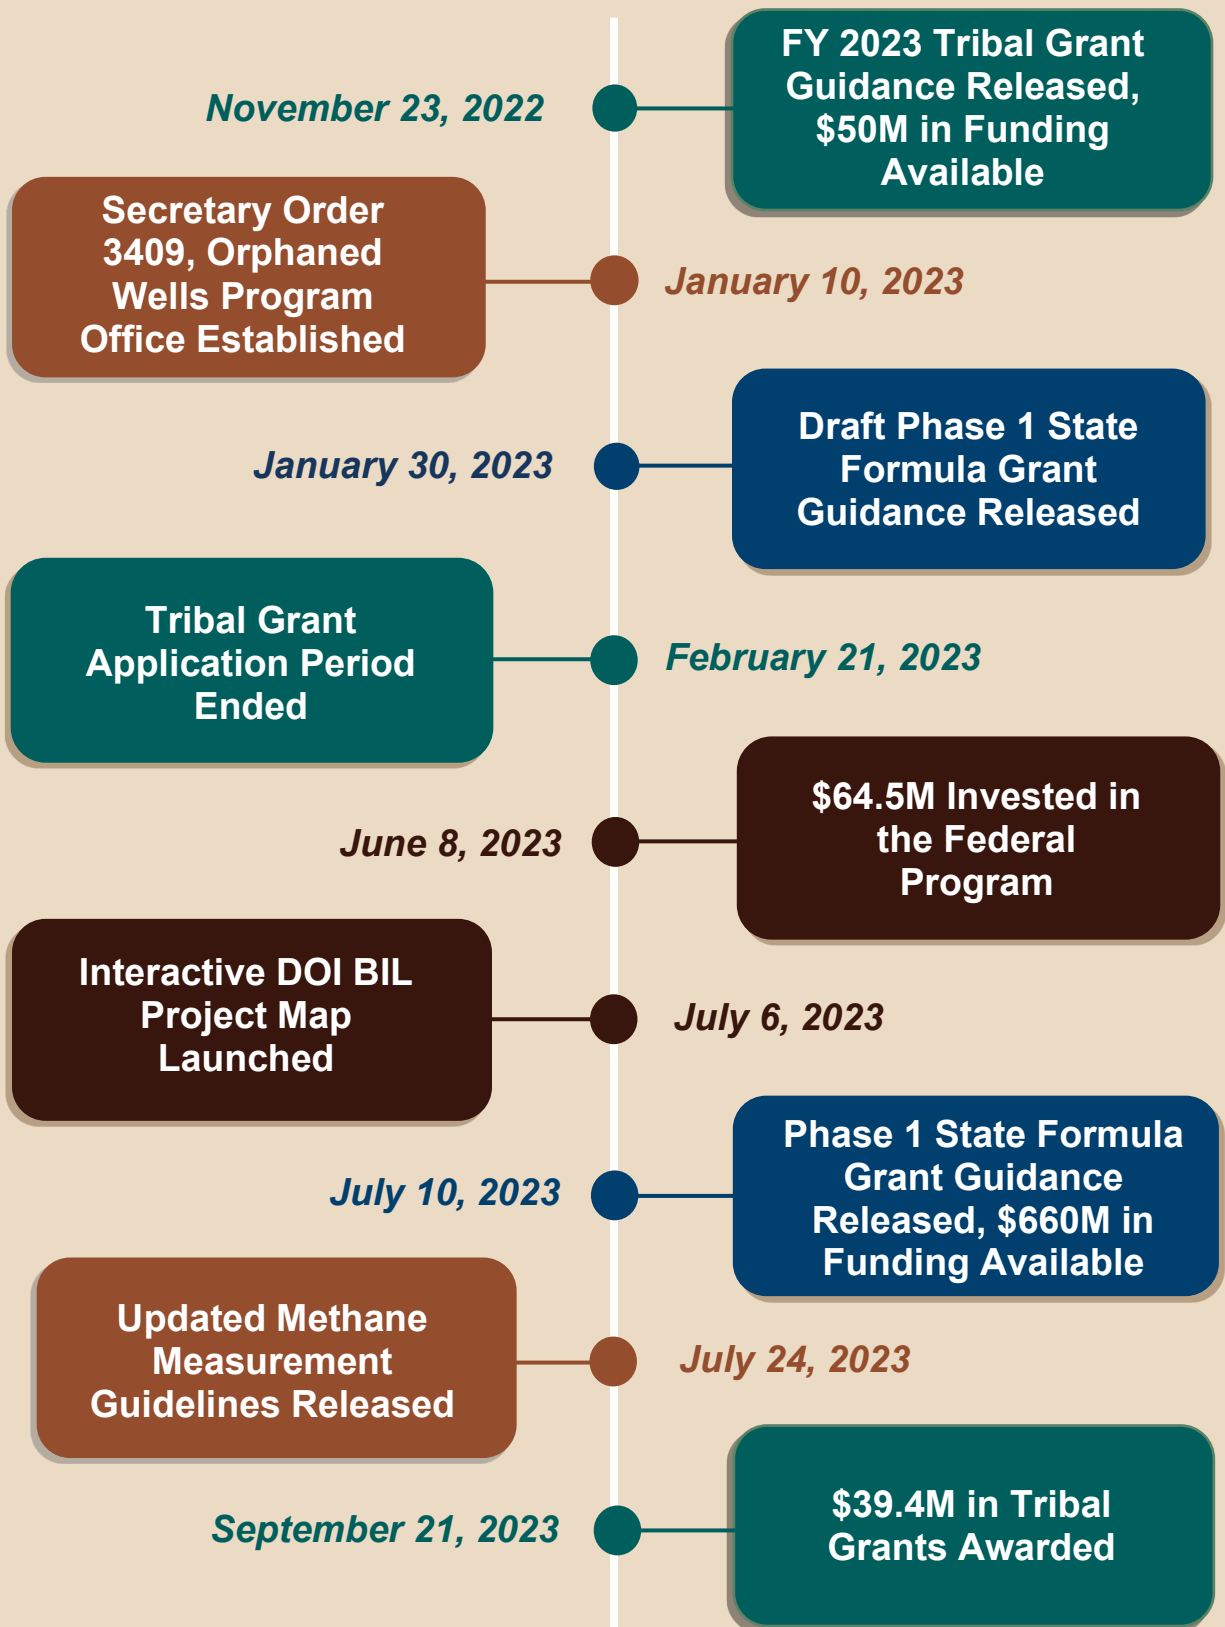 November 23, 2022
FY 2023 Tribal Grant
Guidance Released,
$50M in Funding
Available
Secretary Order
3409, Orphaned
Wells Program
Office Established
January 10, 2023
January 30, 2023
Draft Phase 1 State
Formula Grant
Guidance Released
Tribal Grant
Application Period
Ended
February 21, 2023
June 8, 2023
$64.5M Invested in
the Federal
Program
Interactive DOI BIL
Project Map
Launched
July 6, 2023
July 10, 2023
Phase 1 State Formula
Grant Guidance
Released, $660M in
Funding Available
Updated Methane
Measurement
Guidelines Released
July 24, 2023
September 21, 2023
$39.4M in Tribal
Grants Awarded